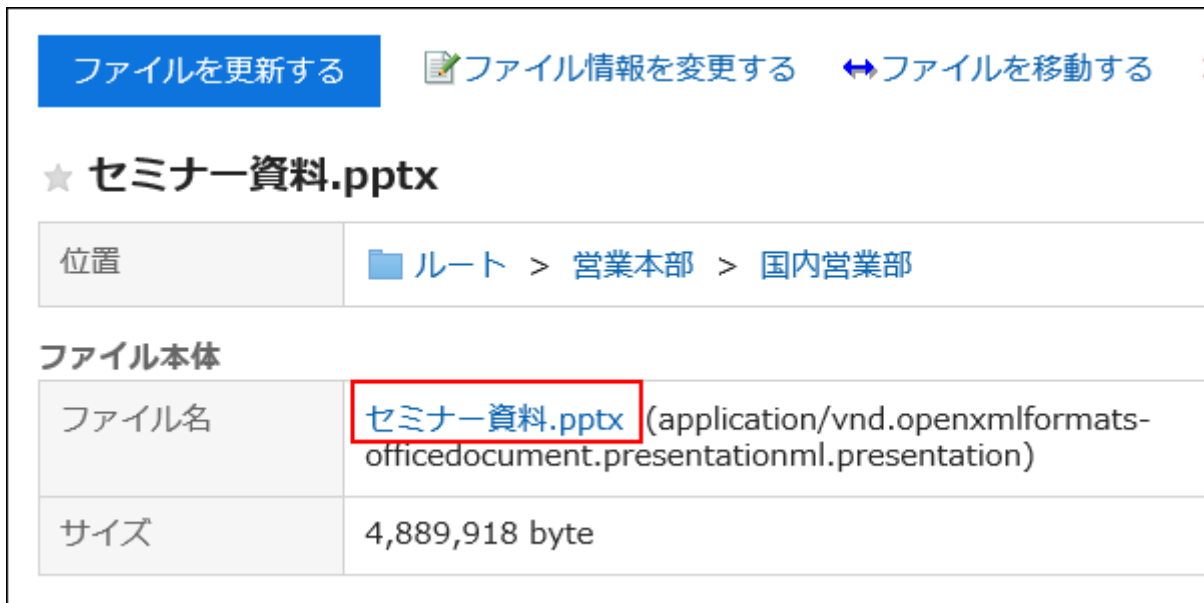 ファイルを更新する ファイル情報を変更する ファイルを移動する
セミナー資料.pptx
位置 ルート > 営業本部 > 国内営業部
ファイル本体
ファイル名 セミナー資料.pptx (application/vnd.openxmlformats-
officedocument.presentationml.presentation)
サイズ 4,889,918 byte